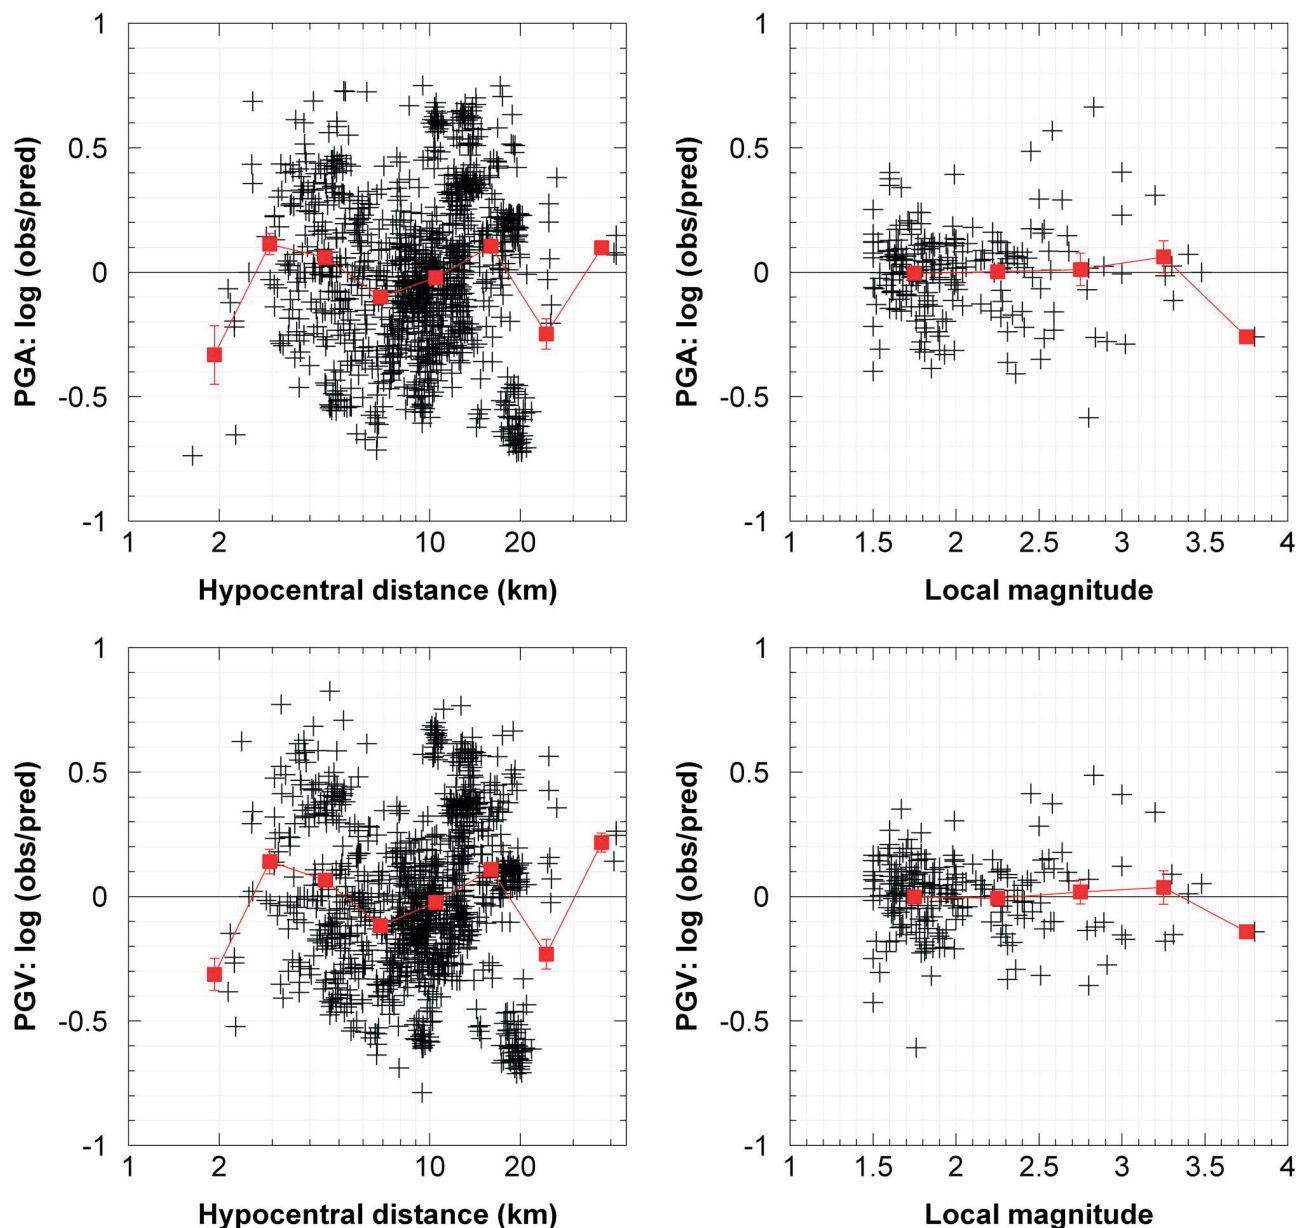 1
0.5
0
-0.5
-1
PGA: log (obs/pred)
1 2 10 20
Hypocentral distance (km)
1
0.5
0
-0.5
-1
PGA: log (obs/pred)
1 1.5 2 2.5 3 3.5 4
Local magnitude
1
0.5
0
-0.5
-1
PGV: log (obs/pred)
1 2 10 20
Hypocentral distance (km)
1
0.5
0
-0.5
-1
PGV: log (obs/pred)
1 1.5 2 2.5 3 3.5 4
Local magnitude